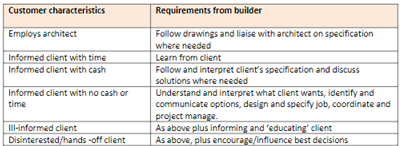 Customer characteristics Requirements from builder
Employs architect Follow drawings and liaise with architect on specification
where needed
Informed client with time Learn from client
Informed client with cash Follow and interpret client's specification and discuss
solutions where needed
Informed client with no cash or Understand and interpret what client wants, identify and
time communicate options, design and specify job, coordinate and
project manage.
Ill-informed client As above plus informing and 'educating' client
Disinterested/hands -off client As above, plus encourage/influence best decisions